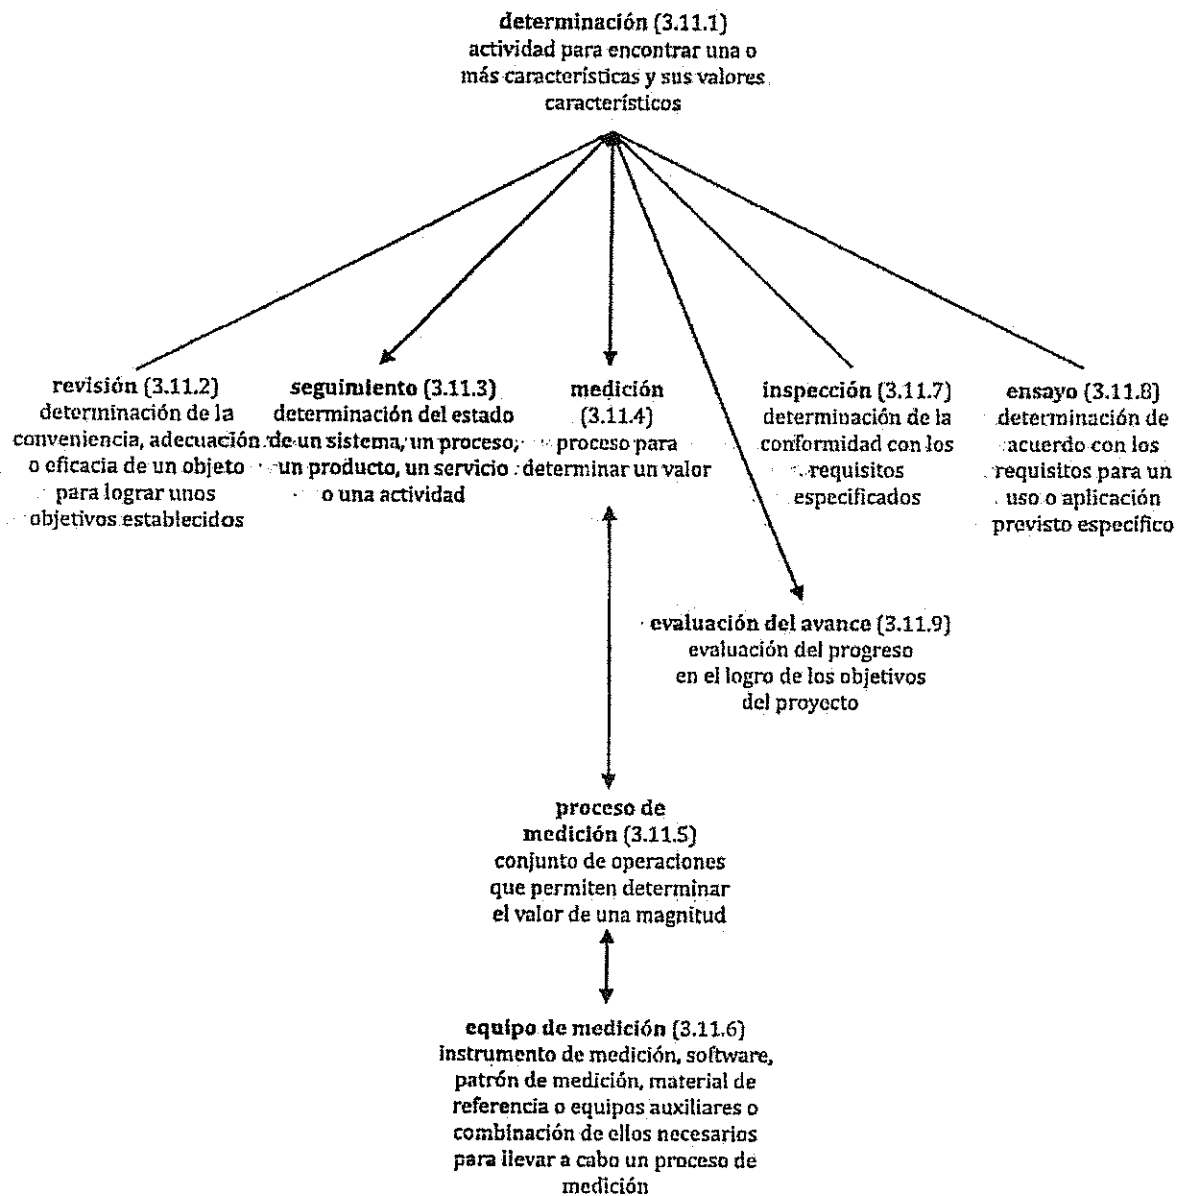 determinación (3.11.1)
actividad para encontrar una o
más características y sus valores
característicos
revisión (3.11.2)
determinación de la
conveniencia, adecuación
o eficacia de un objeto
para lograr unos
objetivos establecidos
seguimiento (3.11.3)
determinación del estado
de un sistema, un proceso,
un producto, un servicio
o una actividad
medición
(3.11.4)
proceso para
determinar un valor
inspección (3.11.7)
determinación de la
conformidad con los
requisitos
especificados
ensayo (3.11.8)
determinación de
acuerdo con los
requisitos para un
uso o aplicación
previsto específico
evaluación del avance (3.11.9)
evaluación del progreso
en el logro de los objetivos
del proyecto
proceso de
medición (3.11.5)
conjunto de operaciones
que permiten determinar
el valor de una magnitud
equipo de medición (3.11.6)
instrumento de medición, software,
patrón de medición, material de
referencia o equipos auxiliares o
combinación de ellos necesarios
para llevar a cabo un proceso de
medición